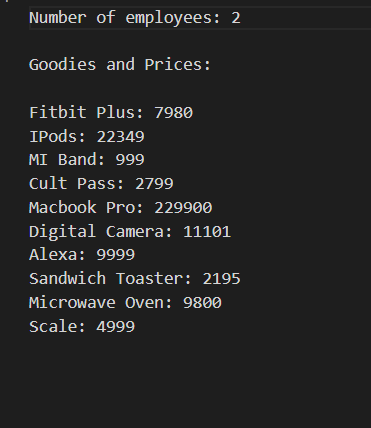 Number of employees: 2
Goodies and Prices:
Fitbit Plus: 7980
IPods: 22349
MI Band: 999
Cult Pass: 2799
Macbook Pro: 229900
Digital Camera: 11101
Alexa: 9999
Sandwich Toaster: 2195
Microwave Oven: 9800
Scale: 4999